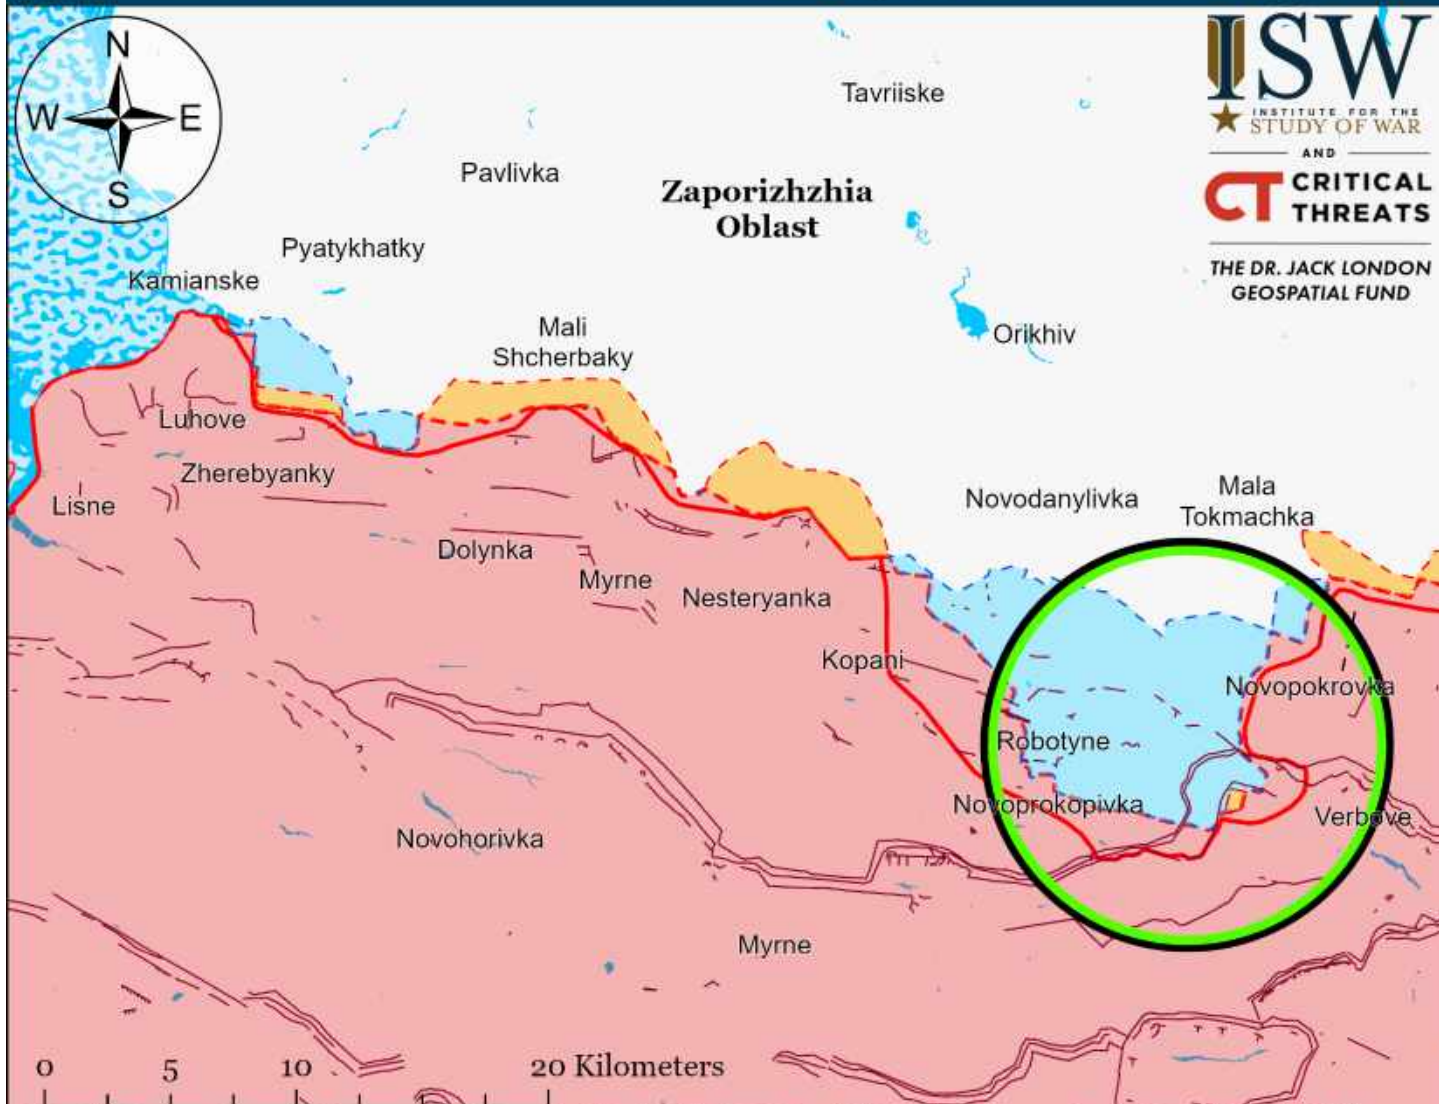 N
W E
S
ISW
INSTITUTE FOR THE
STUDY OF WAR
AND
CT CRITICAL
THREATS
THE DR. JACK LONDON
GEOSPATIAL FUND
Tavriiske
Pavlivka
Zaporizhzhia
Oblast
Pyatykhatky
Kamianske
Mali
Shcherbaky
Orikhiv
Luhove
Zherebyanky
Lisne
Novodanylivka
Mala
Tokmachka
Dolynka
Myrne
Nesteryanka
Kopani
Novopokrovka
Robotyne
Novoprokopivka
Verbove
Novohorivka
Myrne
0 5 10 20 Kilometers